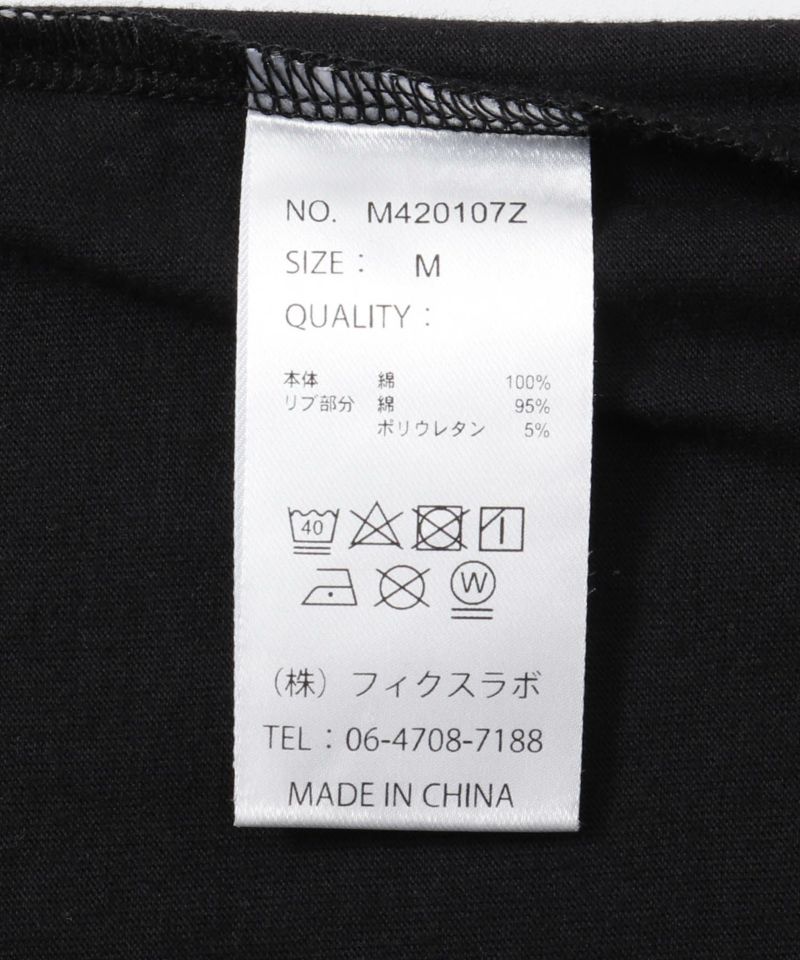 NO. M420107Z
SIZE： M
QUALITY：
本体 綿 100%
リブ部分 綿 95%
ポリウレタン 5%
40
W
（株）フィクスラボ
TEL：06-4708-7188
MADE IN CHINA